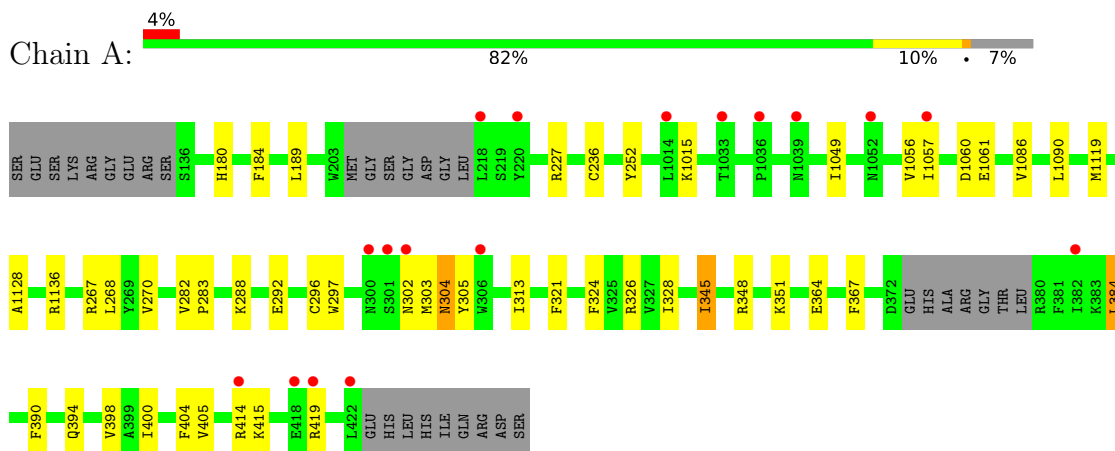 4%
Chain A:
82% 10% • 7%
SER GLU SER LYS ARG GLY GLU ARG SER S136 H180 F184 L189 W203 MET GLY SER GLY ASP GLY LEU L218 S219 Y220 R227 C236 Y252 L1014 K1015 T1033 P1036 N1039 I1049 N1052 V1056 I1057 D1060 E1061 V1086 L1090 M1119
A1128 R1136 R267 L268 Y269 V270 V282 P283 K288 E292 C296 W297 N300 S301 N302 M303 N304 Y305 W306 I313 F321 F324 V325 R326 V327 I328 I345 R348 K351 E364 F367 D372 GLU HIS ALA ARG GLY THR LEU R380 F381 I382 K383 L384
F390 Q394 V398 A399 I400 F404 V405 R414 K415 E418 R419 L422 GLU HIS LEU HIS ILE GLN ARG ASP SER